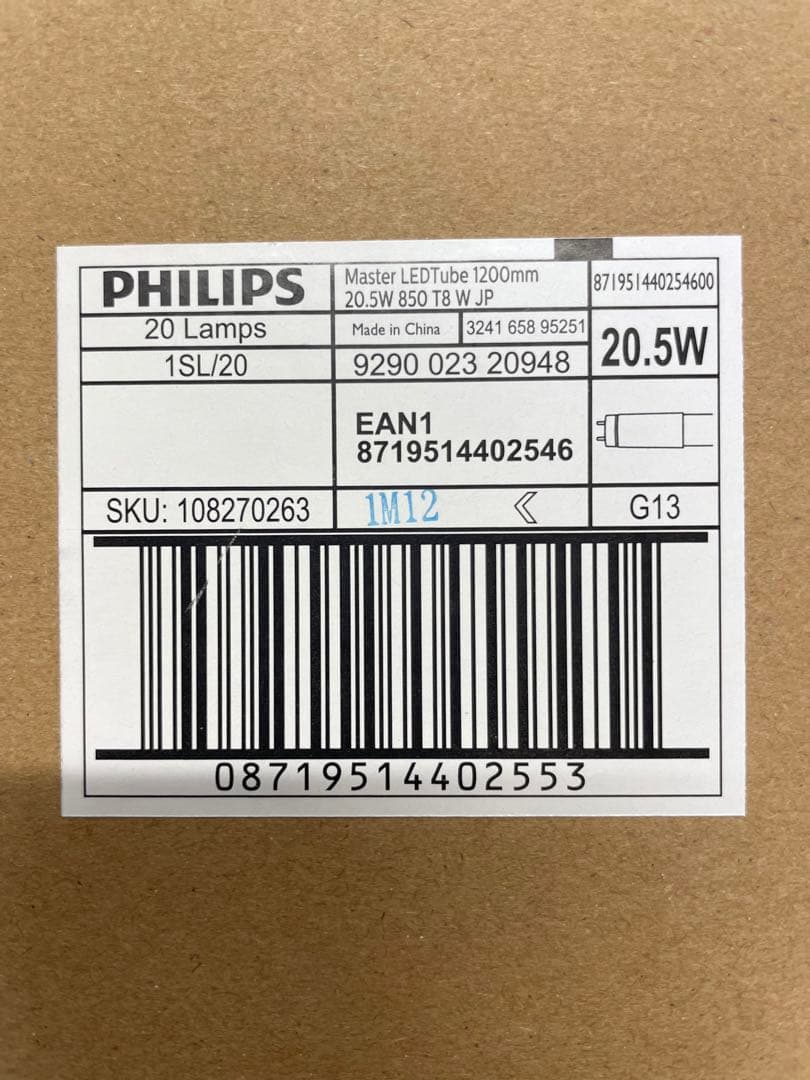 PHILIPS
Master LEDTube 1200mm
20.5W 850 T8 W JP
871951440254600
20 Lamps
Made in China
3241 658 95251
20.5W
1SL/20
9290 023 20948
EAN1
8719514402546
SKU: 108270263
1M12
G13
08719514402553